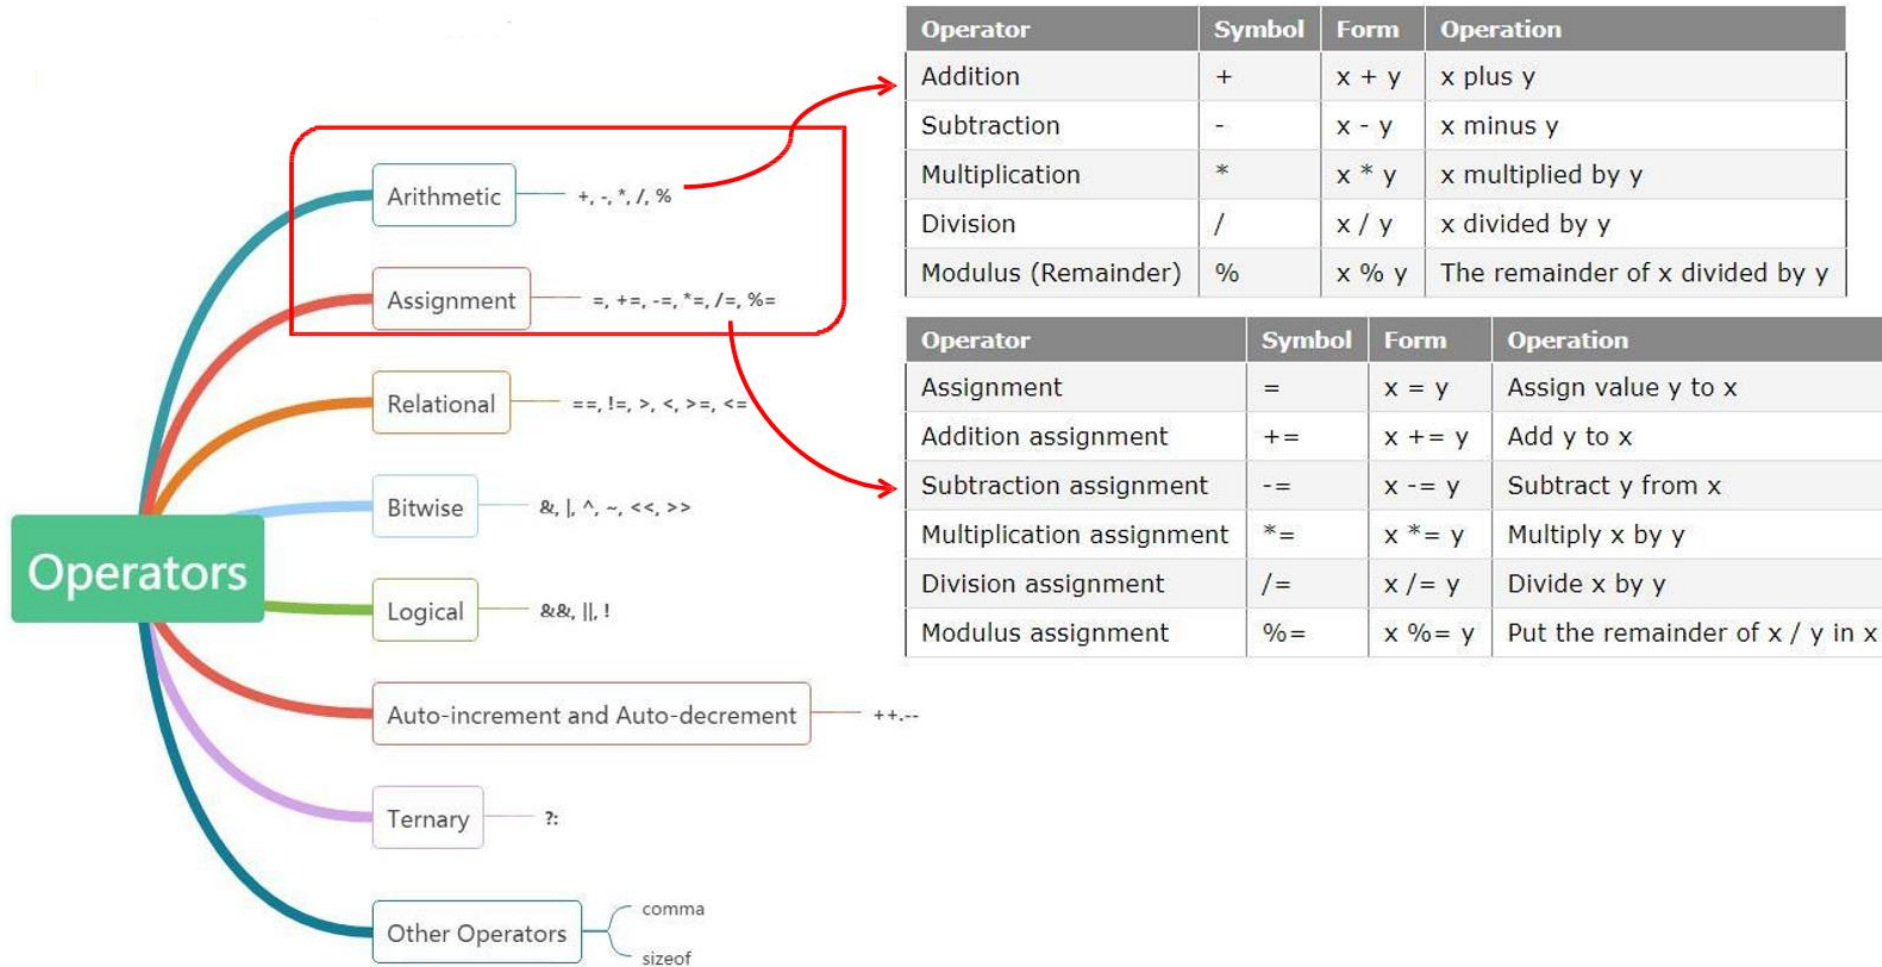 Operators
Arithmetic +, -, *, /, %
Assignment =, +=, -=, *=, /=, %=
Relational ==, !=, >, <, >=, <=
Bitwise &, |, ^, ~, <<, >>
Logical &&, ||, !
Auto-increment and Auto-decrement ++.--
Ternary ?:
Other Operators
comma
sizeof
Operator Symbol Form Operation
Addition + x + y x plus y
Subtraction - x - y x minus y
Multiplication * x * y x multiplied by y
Division / x / y x divided by y
Modulus (Remainder) % x % y The remainder of x divided by y
Operator Symbol Form Operation
Assignment = x = y Assign value y to x
Addition assignment += x += y Add y to x
Subtraction assignment -= x -= y Subtract y from x
Multiplication assignment *= x *= y Multiply x by y
Division assignment /= x /= y Divide x by y
Modulus assignment %= x %= y Put the remainder of x / y in x